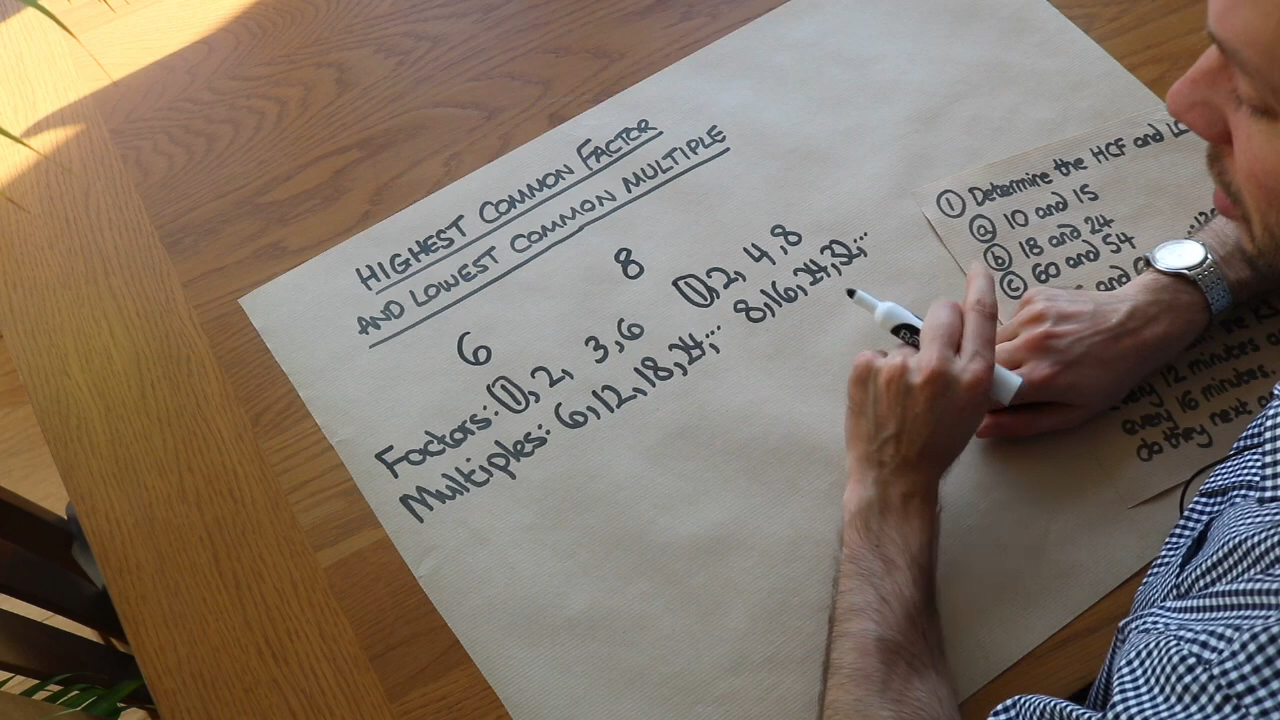 HIGHEST COMMON FACTOR
AND LOWEST COMMON MULTIPLE
6 8
Factors: 1, 2, 3, 6 1, 2, 4, 8
Multiples: 6, 12, 18, 24, ... 8, 16, 24, 32, ...
① Determine the HCF and
ⓐ 10 and 15
ⓑ 18 and 24
ⓒ 60 and 54
and
12 minutes
every 16 minutes.
do they next